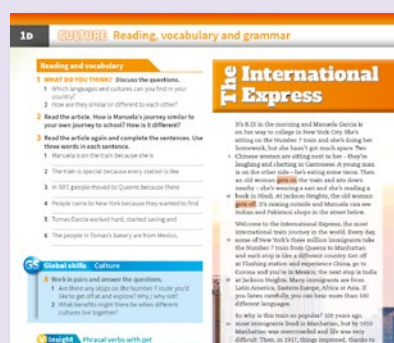 1D CULTURE Reading, vocabulary and grammar
Reading and vocabulary
1 WHAT DO YOU THINK? Discuss the questions.
1 Which languages and cultures can you find in your
country?
2 How are they similar or different to each other?
2 Read the article. How is Manuela's journey similar to
your own journey to school? How is it different?
3 Read the article again and complete the sentences. Use
three words in each sentence.
1 Manuela is on the train because she is
2 The train is special because every station is like
3 In 1917, people moved to Queens because there
4 People came to New York because they wanted to find
5 Tomas Garcia worked hard, started saving and
6 The people in Tomas's bakery are from Mexico,
GS Global skills Culture
4 Work in pairs and answer the questions.
1 Are there any stops on the Number 7 route you'd
like to get off at and explore? Why / why not?
2 What benefits might there be when different
cultures live together?
V insight Phrasal verbs with get
The International
Express
It's 8.15 in the morning and Manuela Garcia is
on her way to college in New York City. She's
sitting on the Number 7 train and she's doing her
homework, but she hasn't got much space. Two
Chinese women are sitting next to her – they're
laughing and chatting in Cantonese. A young man
is on the other side – he's eating some tacos. Then
an old woman gets on the train and sits down
nearby – she's wearing a sari and she's reading a
book in Hindi. At Jackson Heights, the old woman
gets off. It's raining outside and Manuela can see
Indian and Pakistani shops in the street below.
Welcome to the International Express, the most
international train journey in the world. Every day,
some of New York's three million immigrants take
the Number 7 train from Queens to Manhattan
and each stop is like a different country. Get off
at Flushing station and experience China, go to
Corona and you're in Mexico; the next stop is India
at Jackson Heights. Many immigrants are from
Latin America, Eastern Europe, Africa or Asia. If
you listen carefully, you can hear more than 100
different languages.
So why is this train so popular? 100 years ago,
most immigrants lived in Manhattan, but by 1910
Manhattan was overcrowded and life was very
difficult. Then, in 1917, things improved, thanks to